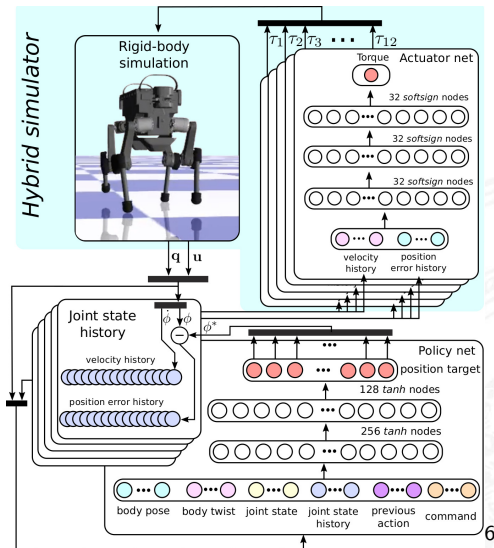 Hybrid simulator
Rigid-body
simulation
τ1 τ2 τ3 ••• τ12
Torque
Actuator net
32 softsign nodes
32 softsign nodes
32 softsign nodes
velocity
history
position
error history
q u
Joint state
history
ϕ̇ ϕ
−
ϕ*
velocity history
position error history
Policy net
position target
128 tanh nodes
256 tanh nodes
body pose
body twist
joint state
joint state
history
previous
action
command
6